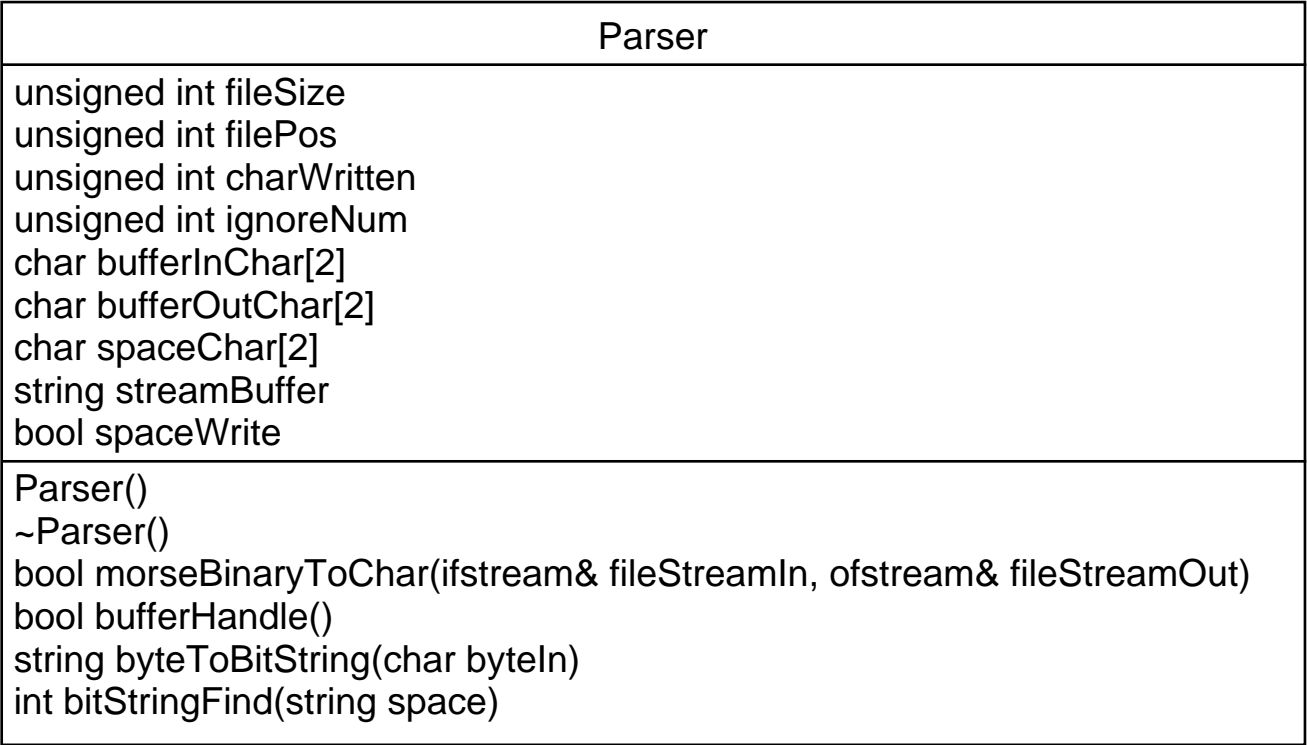 Parser
unsigned int fileSize
unsigned int filePos
unsigned int charWritten
unsigned int ignoreNum
char bufferInChar[2]
char bufferOutChar[2]
char spaceChar[2]
string streamBuffer
bool spaceWrite
Parser()
~Parser()
bool morseBinaryToChar(ifstream& fileStreamIn, ofstream& fileStreamOut)
bool bufferHandle()
string byteToBitString(char byteIn)
int bitStringFind(string space)